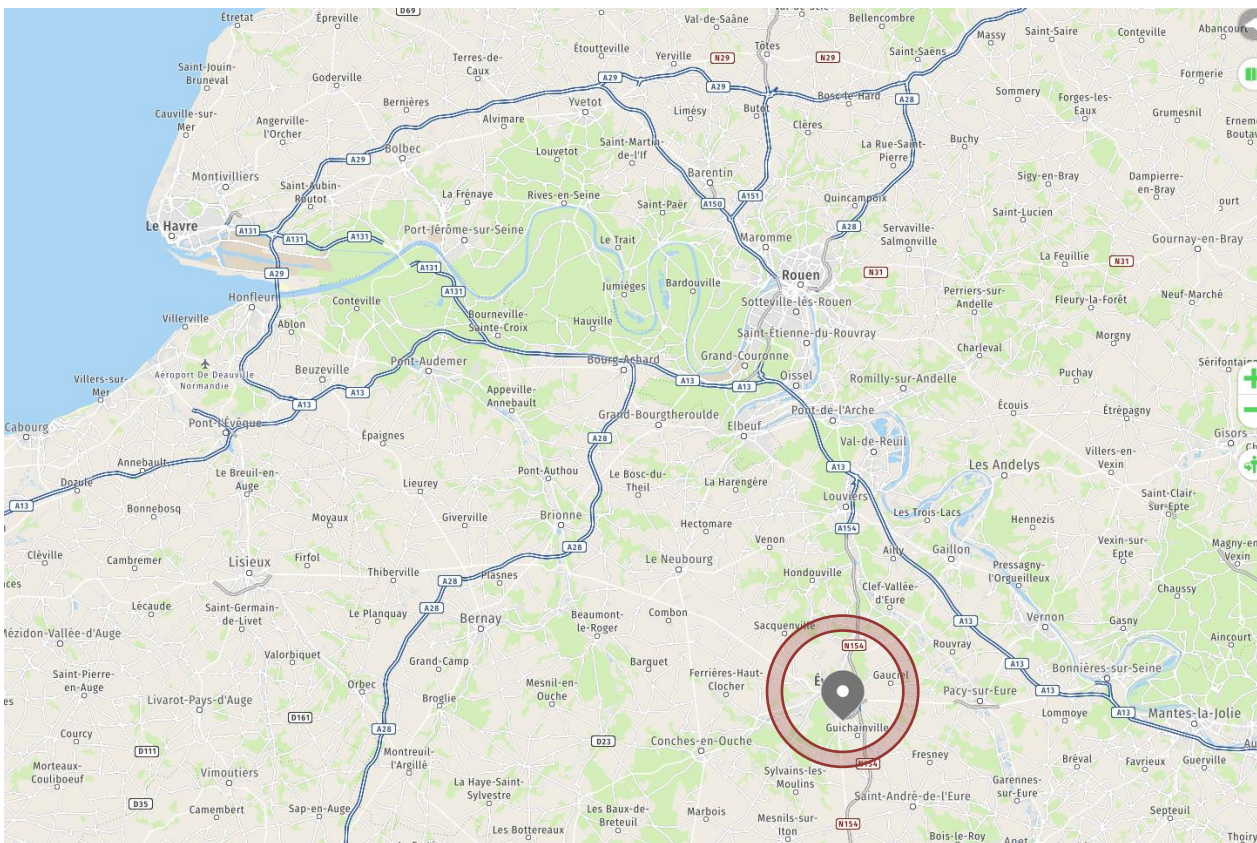 D69
Étretat
Épreville
Val-de-Saâne
Bellencombre
Massy
Saint-Saire
Conteville
Abancourt
Étoutteville
Yerville
N29
Tôtes
N29
Saint-Saëns
Saint-Jouin-
Bruneval
Goderville
Terres-de-
Caux
A29
A29
A29
Bosc-le-Hard
A28
Sommery
Forges-les-
Eaux
Formerie
Grumesnil
Cauville-sur-
Mer
Angerville-
l'Orcher
Bernières
Alvimare
Yvetot
Limésy
Butot
Clères
La Rue-Saint-
Pierre
Buchy
A29
Bolbec
Louvetot
Saint-Martin-
de-l'If
Barentin
Montivilliers
Saint-Aubin-
Routot
La Frénaye
Rives-en-Seine
Saint-Paër
A150
A151
Quincampoix
Sigy-en-Bray
Dampierre-
en-Bray
Saint-Lucien
Le Havre
A131
A131
A131
Port-Jérôme-sur-Seine
Le Trait
Maromme
A28
Servaville-
Salmonville
Gournay-en-Bray
A29
A131
A131
Jumièges
Bardouville
Rouen
N31
La Feuillie
N31
Honfleur
Conteville
Bourneville-
Sainte-Croix
Hauville
Sotteville-lès-Rouen
Perriers-sur-
Andelle
Fleury-la-Forêt
Neuf-Marché
Villerville
Ablon
Saint-Étienne-du-Rouvray
Charleval
Morgny
Aéroport De Deauville
Normandie
Beuzeville
Pont-Audemer
Bourg-Achard
Grand-Couronne
Oissel
Romilly-sur-Andelle
Puchay
Villers-sur-
Mer
A13
A13
Appeville-
Annebault
A13
A13
Cabourg
Pont-l'Évêque
Grand-Bourgtheroulde
Elbeuf
Pont-de-l'Arche
Écouis
Étrépagny
Épaignes
A28
Val-de-Reuil
Gisors
Annebault
Le Breuil-en-
Auge
Pont-Authou
Le Bosc-du-
Theil
La Harengère
A13
Les Andelys
Villers-en-
Vexin
Dozulé
Lieurey
Louviers
Saint-Clair-
sur-Epte
A13
Bonnebosq
Moyaux
Giverville
Brionne
Hectomare
A154
Les Trois-Lacs
Hennezis
Venon
Cléville
Cambremer
Lisieux
Firfol
Thiberville
A28
Plasnes
A28
Le Neubourg
Hondouville
Ailly
Gaillon
Pressagny-
l'Orgueilleux
Vexin-sur-
Epte
Magny-en-
Vexin
Lécaude
Saint-Germain-
de-Livet
Le Planquay
A28
Bernay
Beaumont-
le-Roger
Combon
Clef-Vallée-
d'Eure
Chaussy
Mézidon-Vallée-d'Auge
Sacquenville
A13
Vernon
Gasny
Valorbiquet
N154
Rouvray
Aincourt
Saint-Pierre-
en-Auge
Grand-Camp
Barquet
Ferrières-Haut-
Clocher
Gauciel
A13
Bonnières-sur-Seine
Livarot-Pays-d'Auge
Orbec
Broglie
Mesnil-en-
Ouche
Pacy-sur-Eure
A13
A13
Lommoye
Mantes-la-Jolie
D161
A28
Courcy
D111
D23
Conches-en-Ouche
Guichainville
Montreuil-
l'Argillé
N154
Fresney
Bréval
Favrieux
Guerville
Morteaux-
Couliboeuf
Vimoutiers
La Haye-Saint-
Sylvestre
Sylvains-les-
Moulins
Garennes-
sur-Eure
D35
Camembert
Sap-en-Auge
Les Baux-de-
Breteuil
Marbois
Saint-André-de-l'Eure
Septeuil
Les Bottereaux
Mesnils-sur-
Iton
N154
Bois-le-Roy
Thoiry